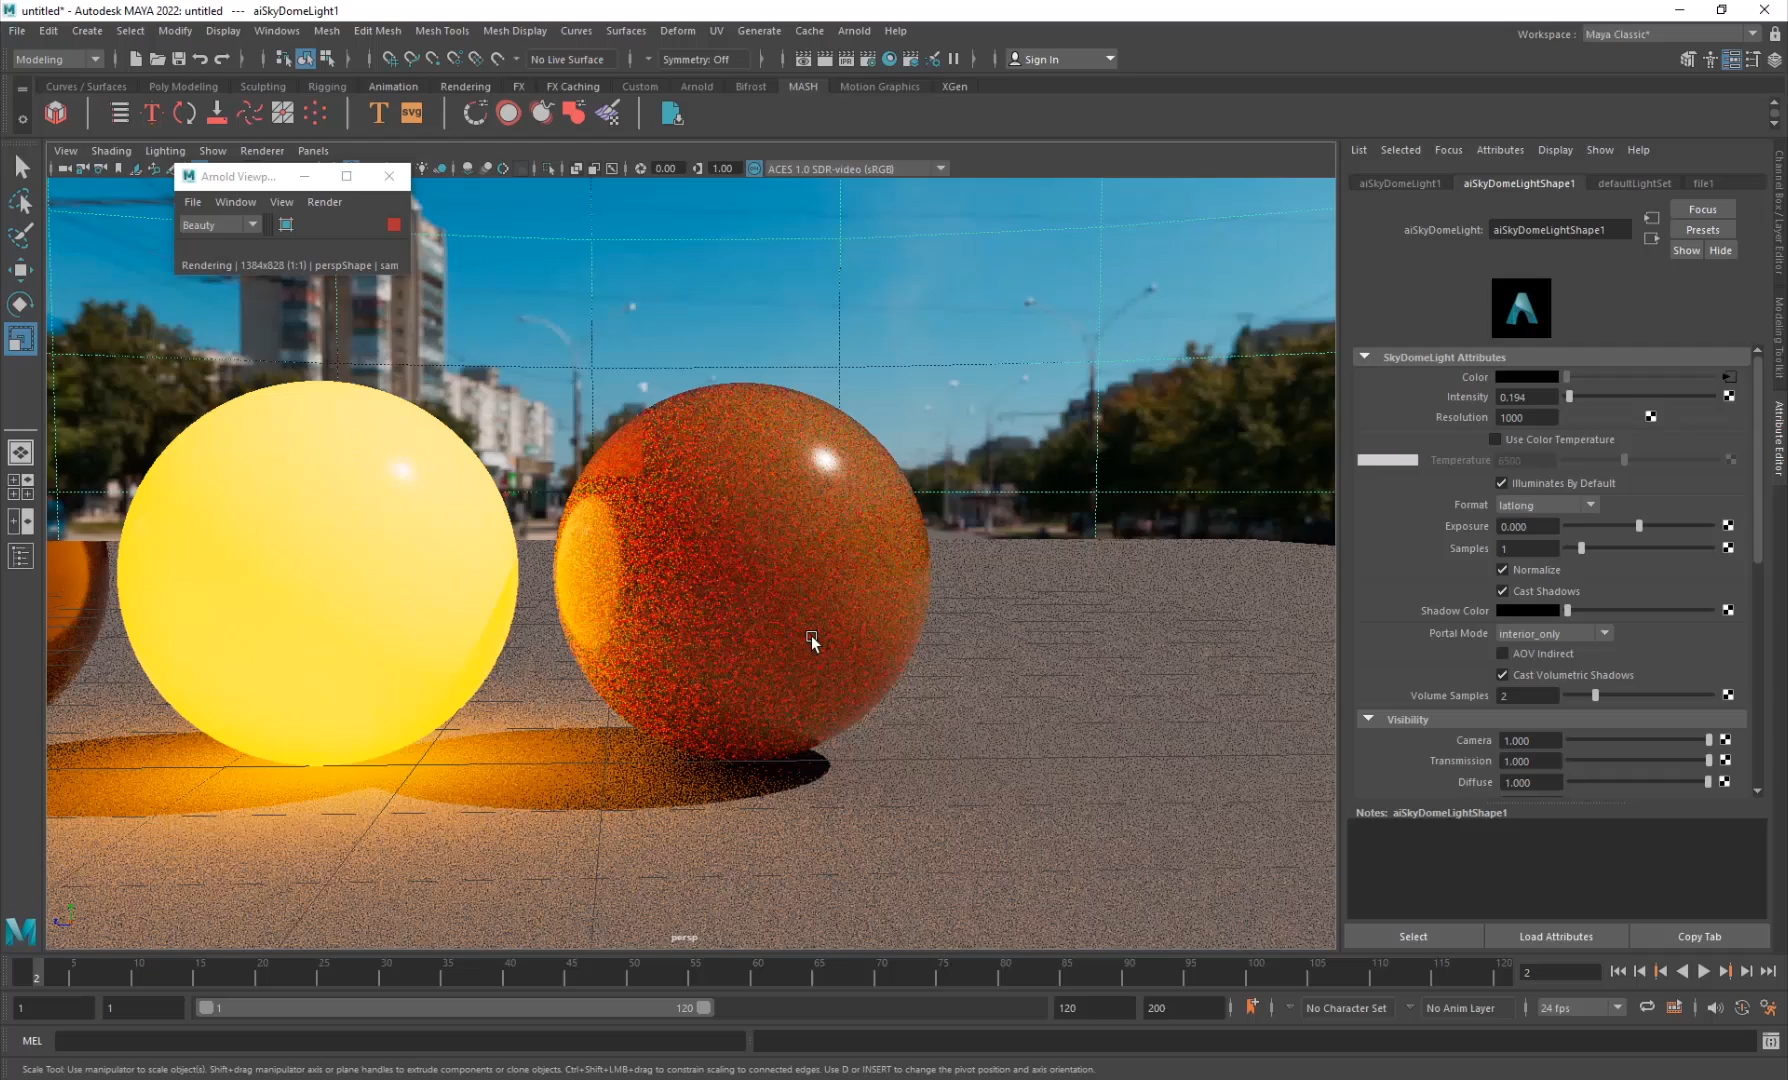 untitled* - Autodesk MAYA 2022: untitled   ---   aiSkyDomeLight1
File Edit Create Select Modify Display Windows Mesh Edit Mesh Mesh Tools Mesh Display Curves Surfaces Deform UV Generate Cache Arnold Help
Workspace : Maya Classic*
Modeling No Live Surface Symmetry: Off IPR Sign In
Curves / Surfaces Poly Modeling Sculpting Rigging Animation Rendering FX FX Caching Custom Arnold Bifrost MASH Motion Graphics XGen
T T SVG
View Shading Lighting Show Renderer Panels
0.00 1.00 ACES 1.0 SDR-video (sRGB)
Arnold Viewp...
File Window View Render
Beauty
Rendering | 1384x828 (1:1) | perspShape | sam
persp
List Selected Focus Attributes Display Show Help
aiSkyDomeLight1 aiSkyDomeLightShape1 defaultLightSet file1
aiSkyDomeLight: aiSkyDomeLightShape1
Focus
Presets
Show Hide
SkyDomeLight Attributes
Color
Intensity 0.194
Resolution 1000
Use Color Temperature
Temperature 6500
Illuminates By Default
Format latlong
Exposure 0.000
Samples 1
Normalize
Cast Shadows
Shadow Color
Portal Mode interior_only
AOV Indirect
Cast Volumetric Shadows
Volume Samples 2
Visibility
Camera 1.000
Transmission 1.000
Diffuse 1.000
Notes: aiSkyDomeLightShape1
Select Load Attributes Copy Tab
Channel Box / Layer Editor
Modeling Toolkit
Attribute Editor
2 5 10 15 20 25 30 35 40 45 50 55 60 65 70 75 80 85 90 95 100 105 110 115 120 2
1 1 1 120 120 200 No Character Set No Anim Layer 24 fps
MEL
Scale Tool: Use manipulator to scale object(s). Shift+drag manipulator axis or plane handles to extrude components or clone objects. Ctrl+Shift+LMB+drag to constrain scaling to connected edges. Use D or INSERT to change the pivot position and axis orientation.